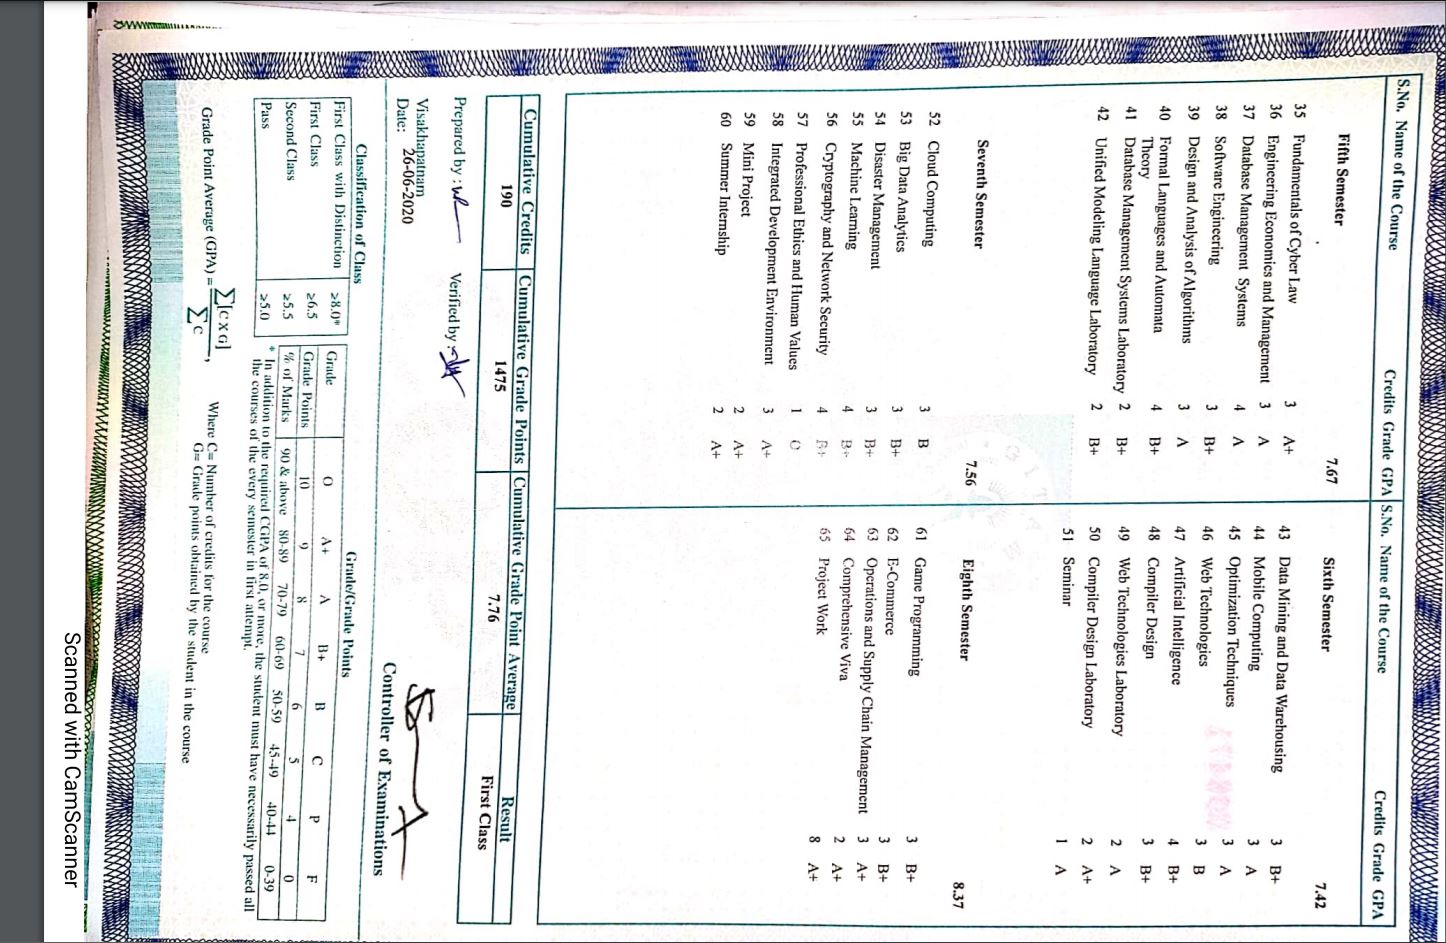 S.No. Name of the Course Credits Grade GPA
Fifth Semester 7.67
35 Fundamentals of Cyber Law 3 A+
36 Engineering Economics and Management 3 A
37 Database Management Systems 4 A
38 Software Engineering 3 B+
39 Design and Analysis of Algorithms 3 A
40 Formal Languages and Automata 4 B+
Theory
41 Database Management Systems Laboratory 2 B+
42 Unified Modeling Language Laboratory 2 B+
S.No. Name of the Course Credits Grade GPA
Sixth Semester 7.42
43 Data Mining and Data Warehousing 3 B+
44 Mobile Computing 3 A
45 Optimization Techniques 3 A
46 Web Technologies 3 B
47 Artificial Intelligence 4 B+
48 Compiler Design 3 B+
49 Web Technologies Laboratory 2 A
50 Compiler Design Laboratory 2 A+
51 Seminar 1 A
GITAM
Seventh Semester 7.56
52 Cloud Computing 3 B
53 Big Data Analytics 3 B+
54 Disaster Management 3 B+
55 Machine Learning 4 B+
56 Cryptography and Network Security 4 B+
57 Professional Ethics and Human Values 1 O
58 Integrated Development Environment 3 A+
59 Mini Project 2 A+
60 Summer Internship 2 A+
Eighth Semester 8.37
61 Game Programming 3 B+
62 E-Commerce 3 B+
63 Operations and Supply Chain Management 3 A+
64 Comprehensive Viva 2 A+
65 Project Work 8 A+
Cumulative Credits Cumulative Grade Points Cumulative Grade Point Average Result
190 1475 7.76 First Class
Prepared by : Verified by :
Visakhapatnam
Date: 26-06-2020
Controller of Examinations
Classification of Class
First Class with Distinction ≥8.0*
First Class ≥6.5
Second Class ≥5.5
Pass ≥5.0
Grade/Grade Points
Grade O A+ A B+ B C P F
Grade Points 10 9 8 7 6 5 4 0
% of Marks 90 & above 80-89 70-79 60-69 50-59 45-49 40-44 0-39
* In addition to the required CGPA of 8.0, or more, the student must have necessarily passed all
the courses of the every semester in first attempt.
Grade Point Average (GPA) = ∑[C x G] / ∑C ,
Where C= Number of credits for the course
G= Grade points obtained by the student in the course
Scanned with CamScanner